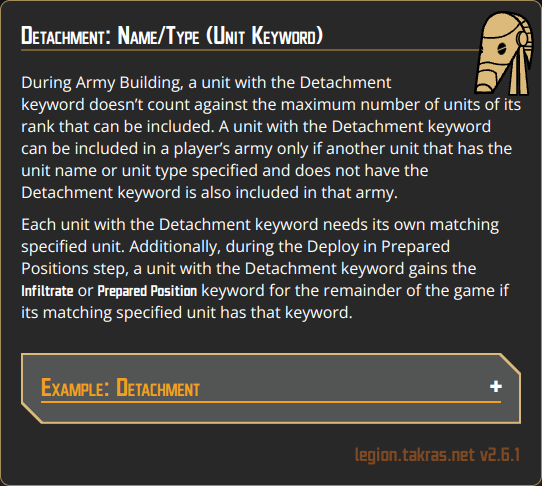 Detachment: Name/Type (Unit Keyword)
During Army Building, a unit with the Detachment
keyword doesn't count against the maximum number of units of its
rank that can be included. A unit with the Detachment keyword
can be included in a player's army only if another unit that has the
unit name or unit type specified and does not have the
Detachment keyword is also included in that army.
Each unit with the Detachment keyword needs its own matching
specified unit. Additionally, during the Deploy in Prepared
Positions step, a unit with the Detachment keyword gains the
Infiltrate or Prepared Position keyword for the remainder of the game if
its matching specified unit has that keyword.
Example: Detachment +
legion.takras.net v2.6.1